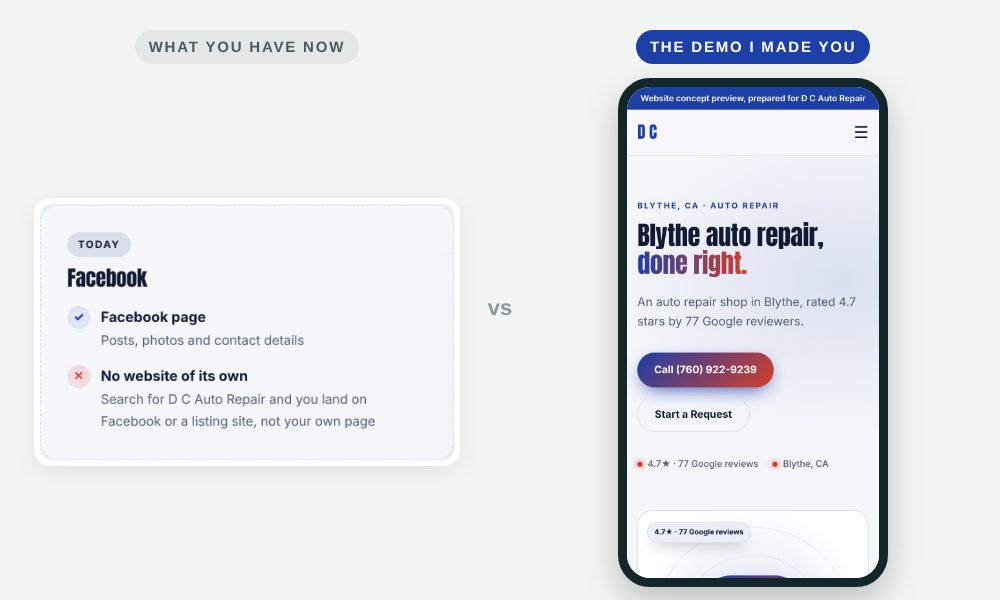 WHAT YOU HAVE NOW
TODAY
Facebook
Facebook page
Posts, photos and contact details
No website of its own
Search for D C Auto Repair and you land on
Facebook or a listing site, not your own page
vs
THE DEMO I MADE YOU
Website concept preview, prepared for D C Auto Repair
D C
BLYTHE, CA · AUTO REPAIR
Blythe auto repair,
done right.
An auto repair shop in Blythe, rated 4.7
stars by 77 Google reviewers.
Call (760) 922-9239
Start a Request
4.7★ · 77 Google reviews Blythe, CA
4.7★ · 77 Google reviews